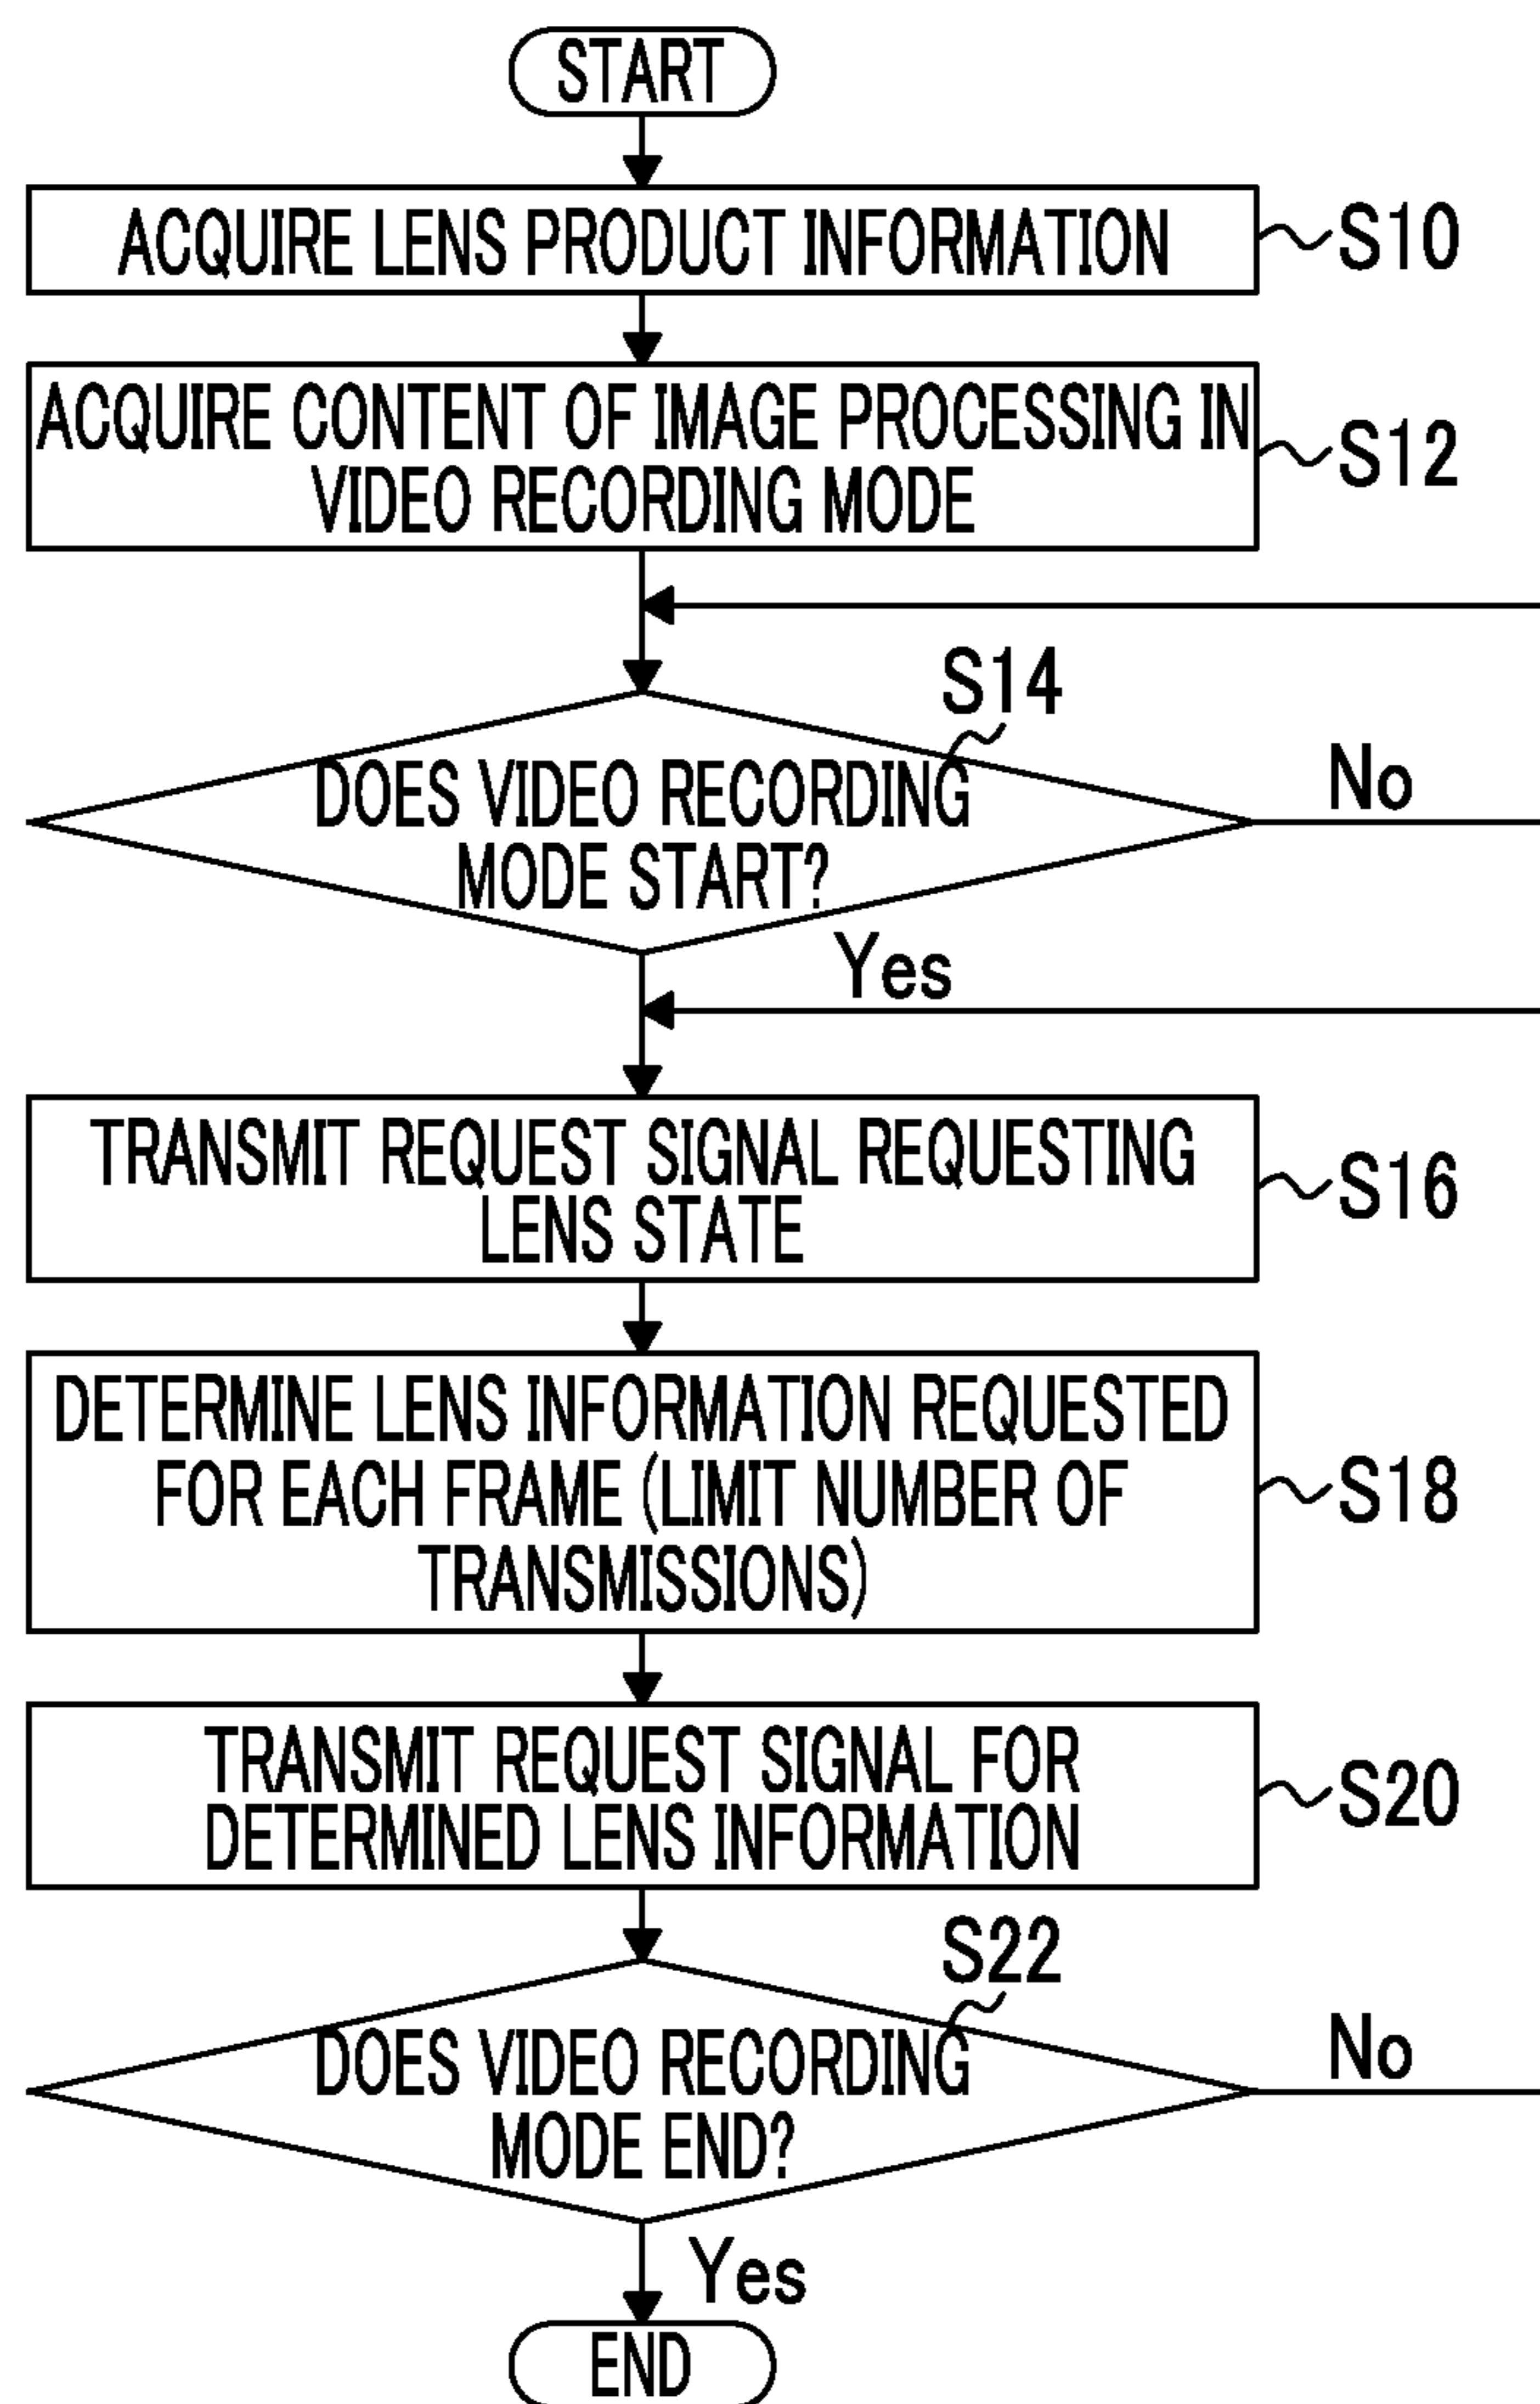 START
ACQUIRE LENS PRODUCT INFORMATION
S10
ACQUIRE CONTENT OF IMAGE PROCESSING IN
VIDEO RECORDING MODE
S12
S14
DOES VIDEO RECORDING
MODE START?
No
Yes
TRANSMIT REQUEST SIGNAL REQUESTING
LENS STATE
S16
DETERMINE LENS INFORMATION REQUESTED
FOR EACH FRAME (LIMIT NUMBER OF
TRANSMISSIONS)
S18
TRANSMIT REQUEST SIGNAL FOR
DETERMINED LENS INFORMATION
S20
S22
DOES VIDEO RECORDING
MODE END?
No
Yes
END